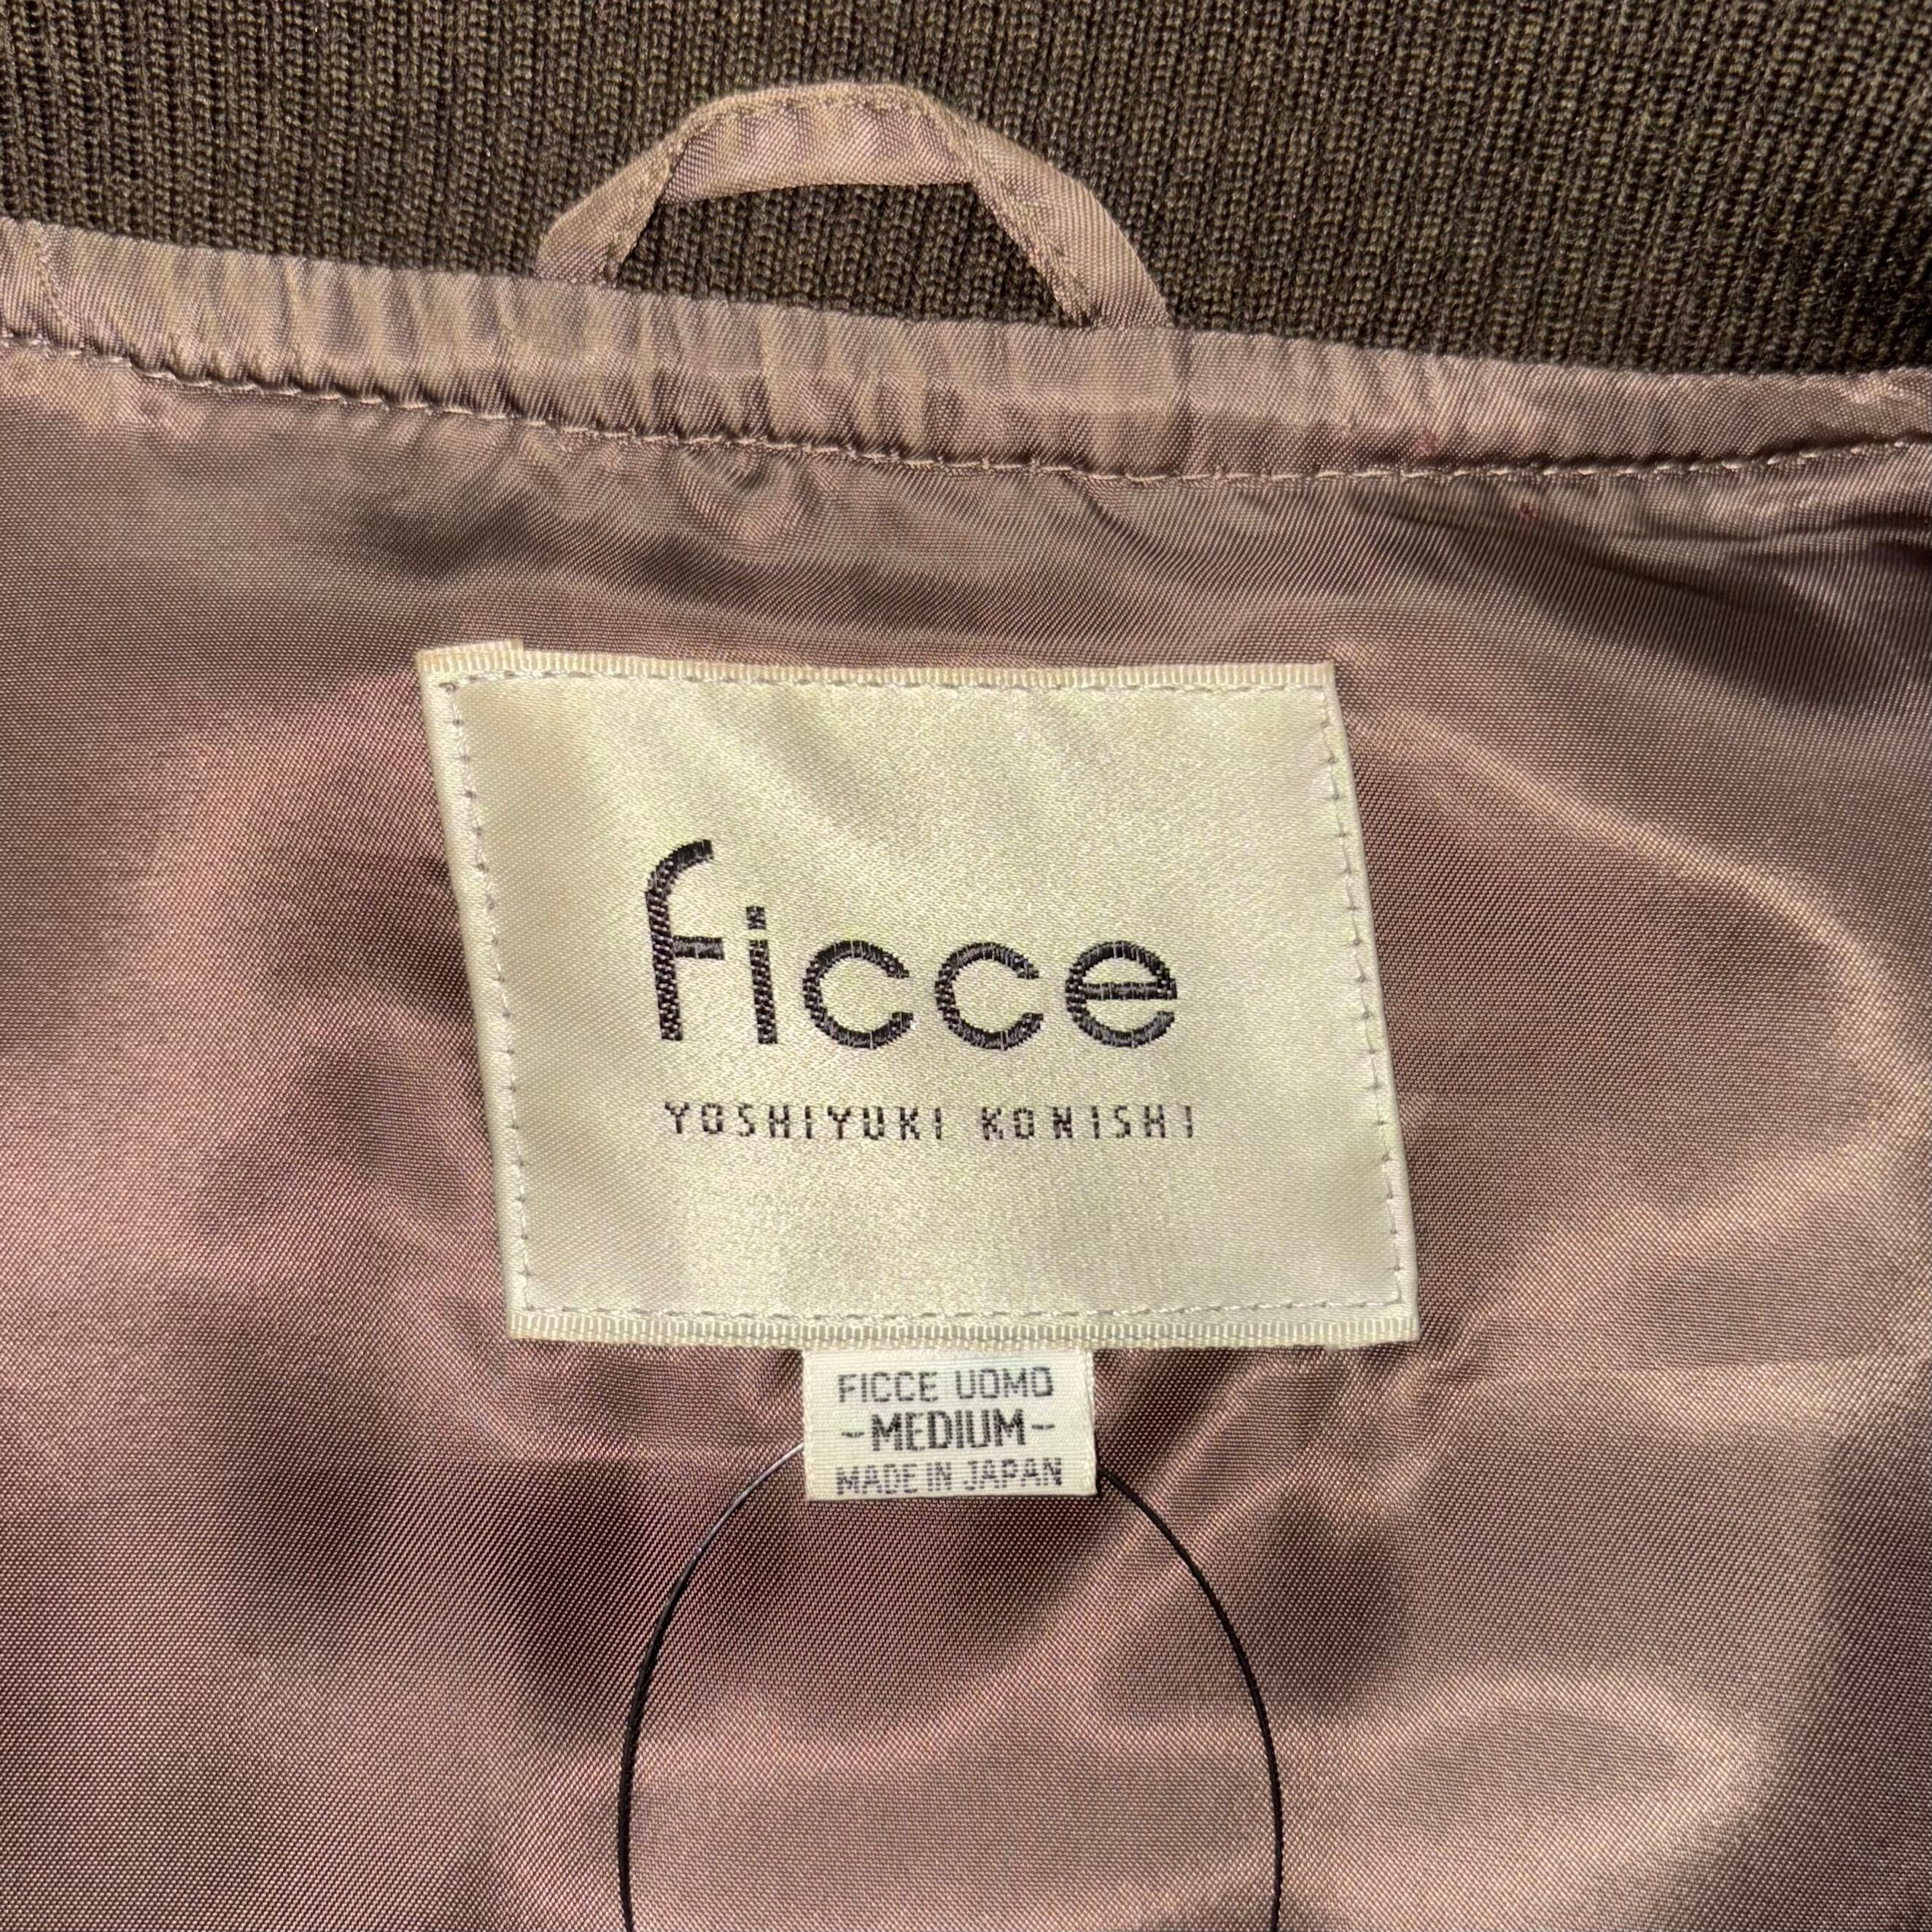 ficce
YOSHIYUKI KONISHI
FICCE UOMO
-MEDIUM-
MADE IN JAPAN